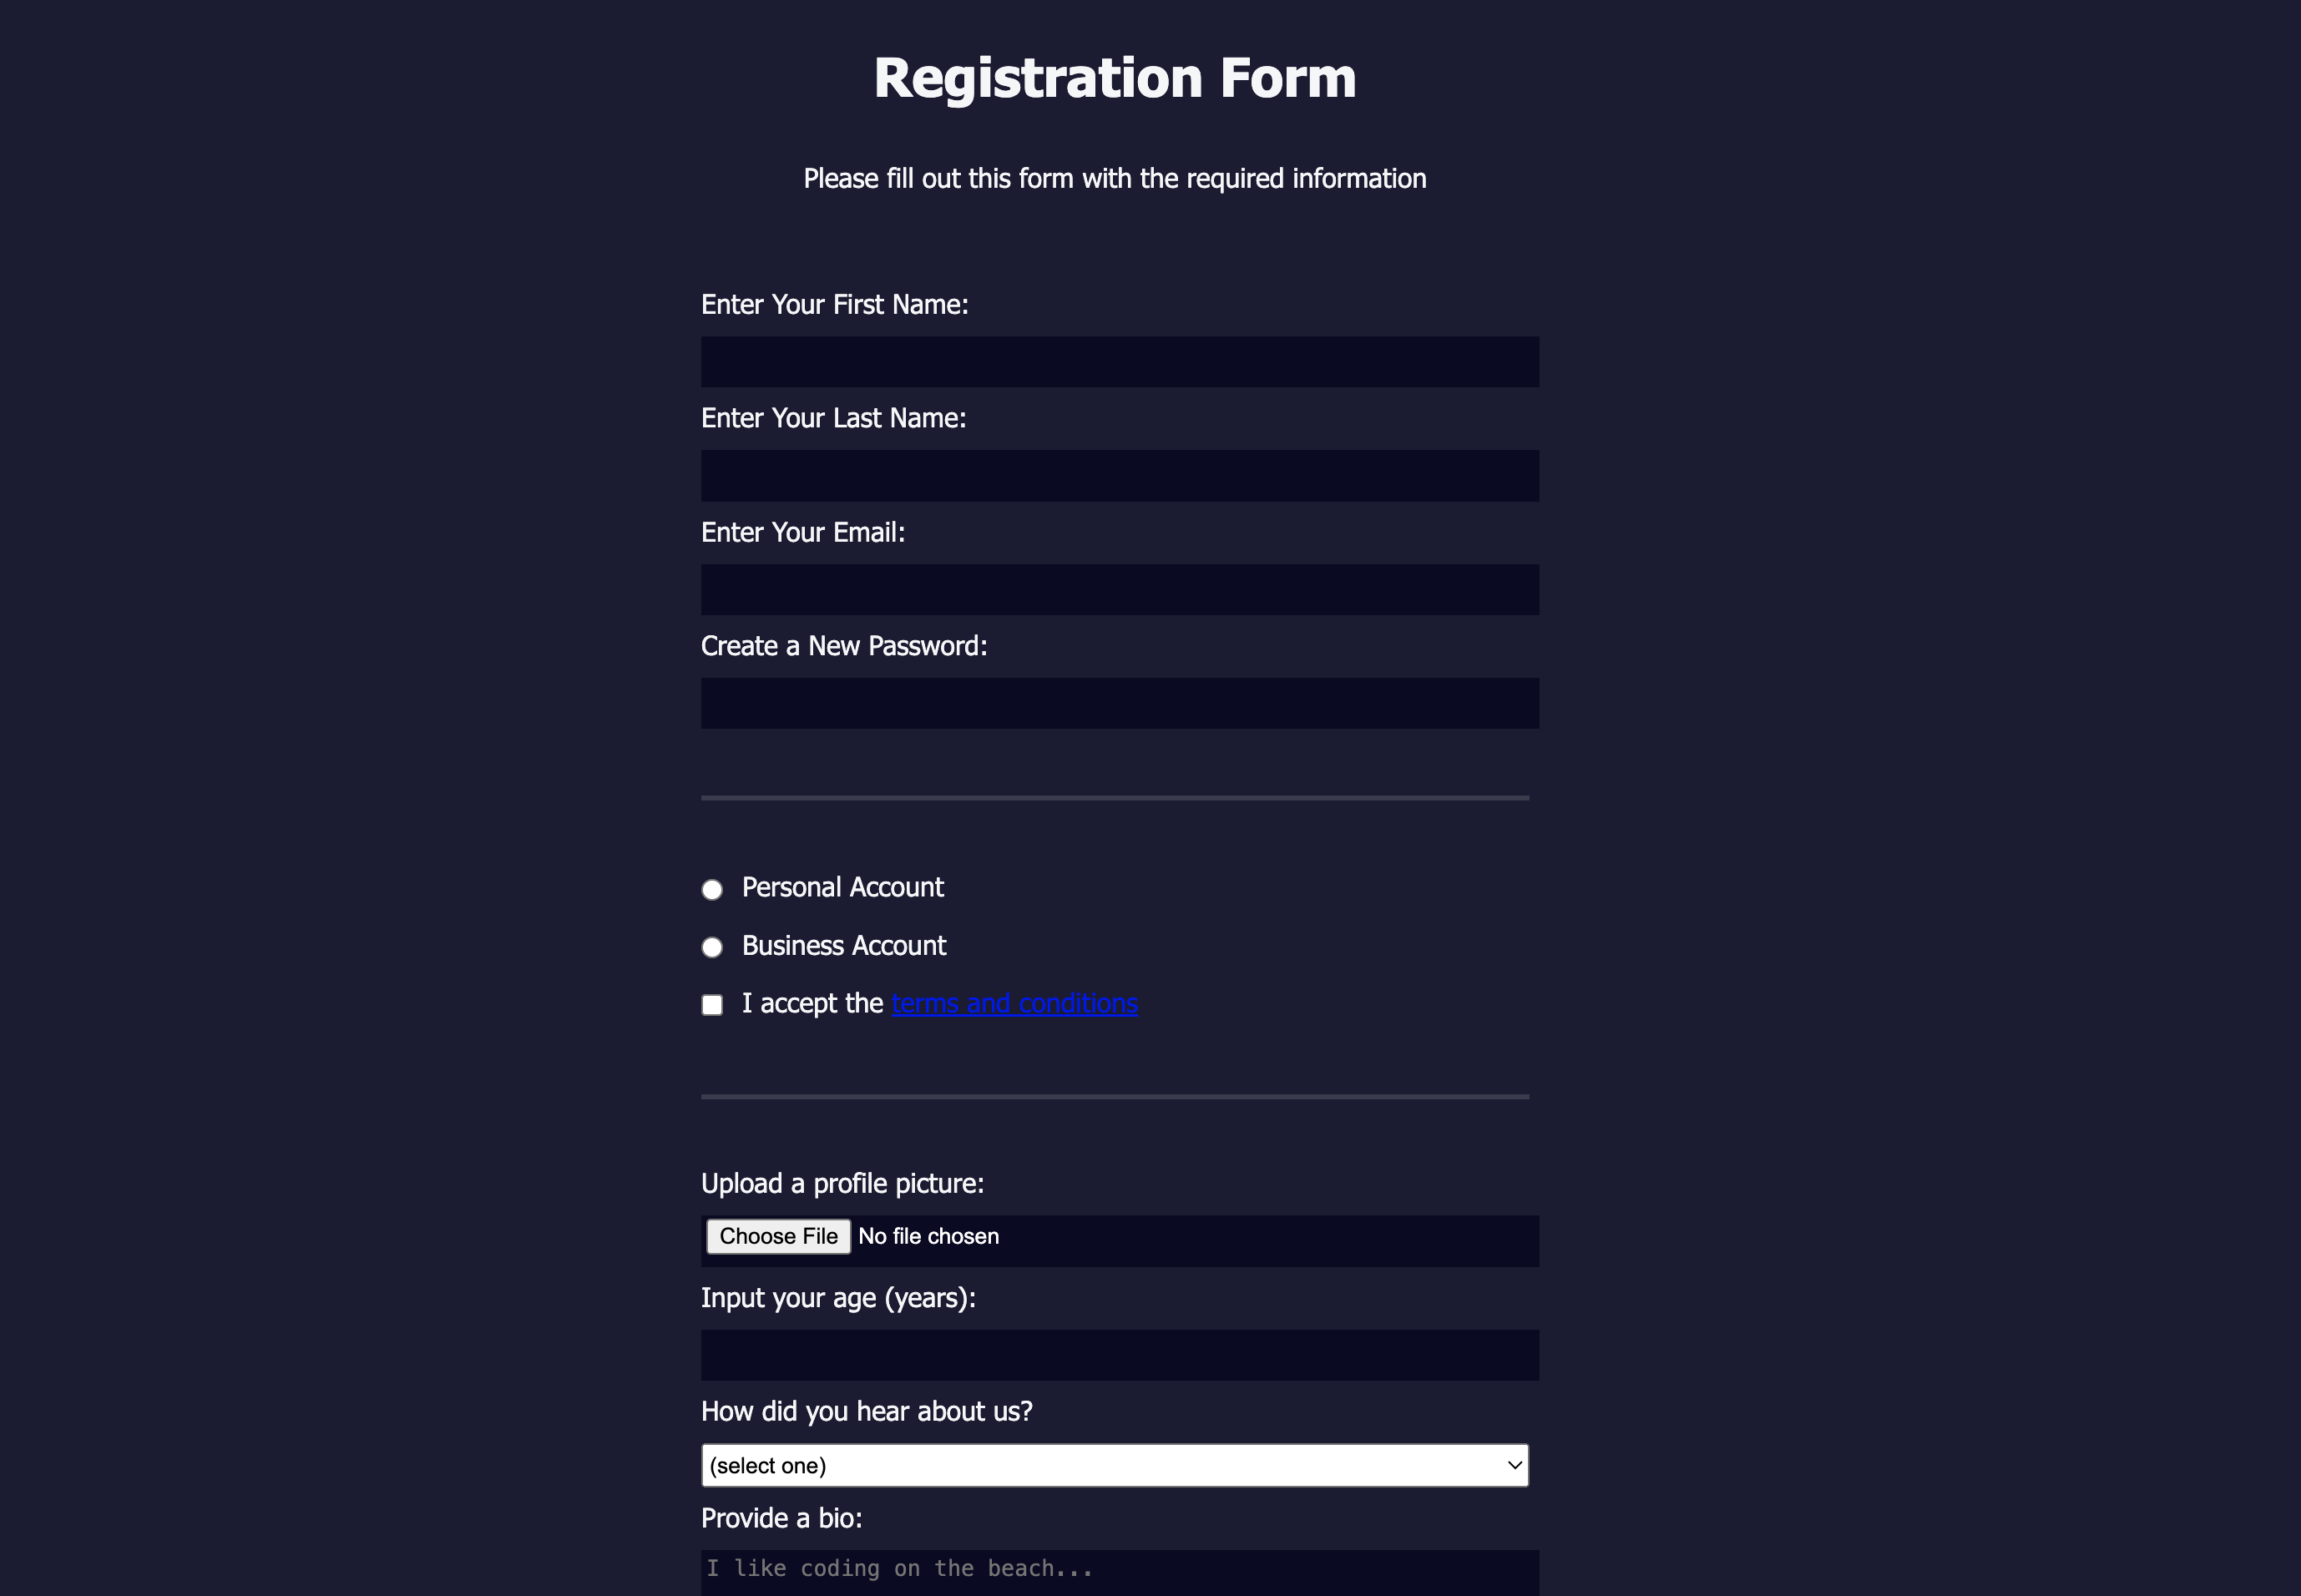 Registration Form
Please fill out this form with the required information
Enter Your First Name:
Enter Your Last Name:
Enter Your Email:
Create a New Password:
Personal Account
Business Account
I accept the terms and conditions
Upload a profile picture:
Choose File No file chosen
Input your age (years):
How did you hear about us?
(select one)
Provide a bio:
I like coding on the beach...